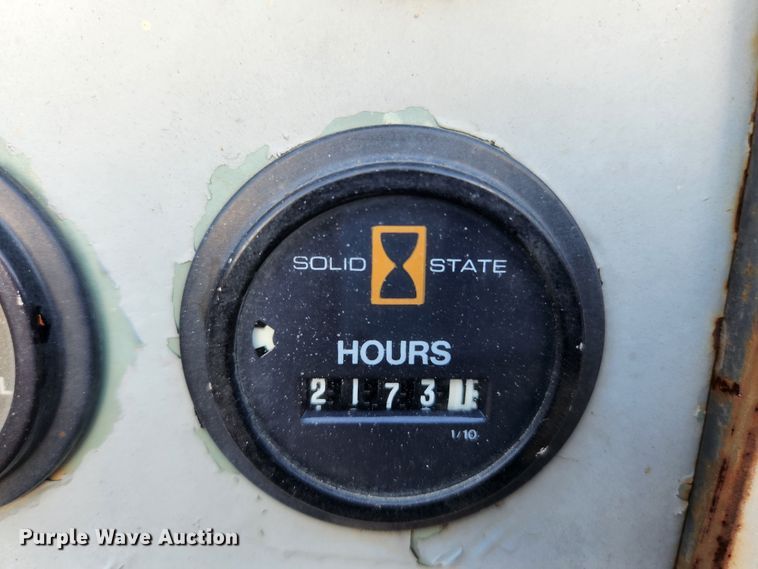 SOLID STATE
HOURS
2173
1/10
L
Purple Wave Auction